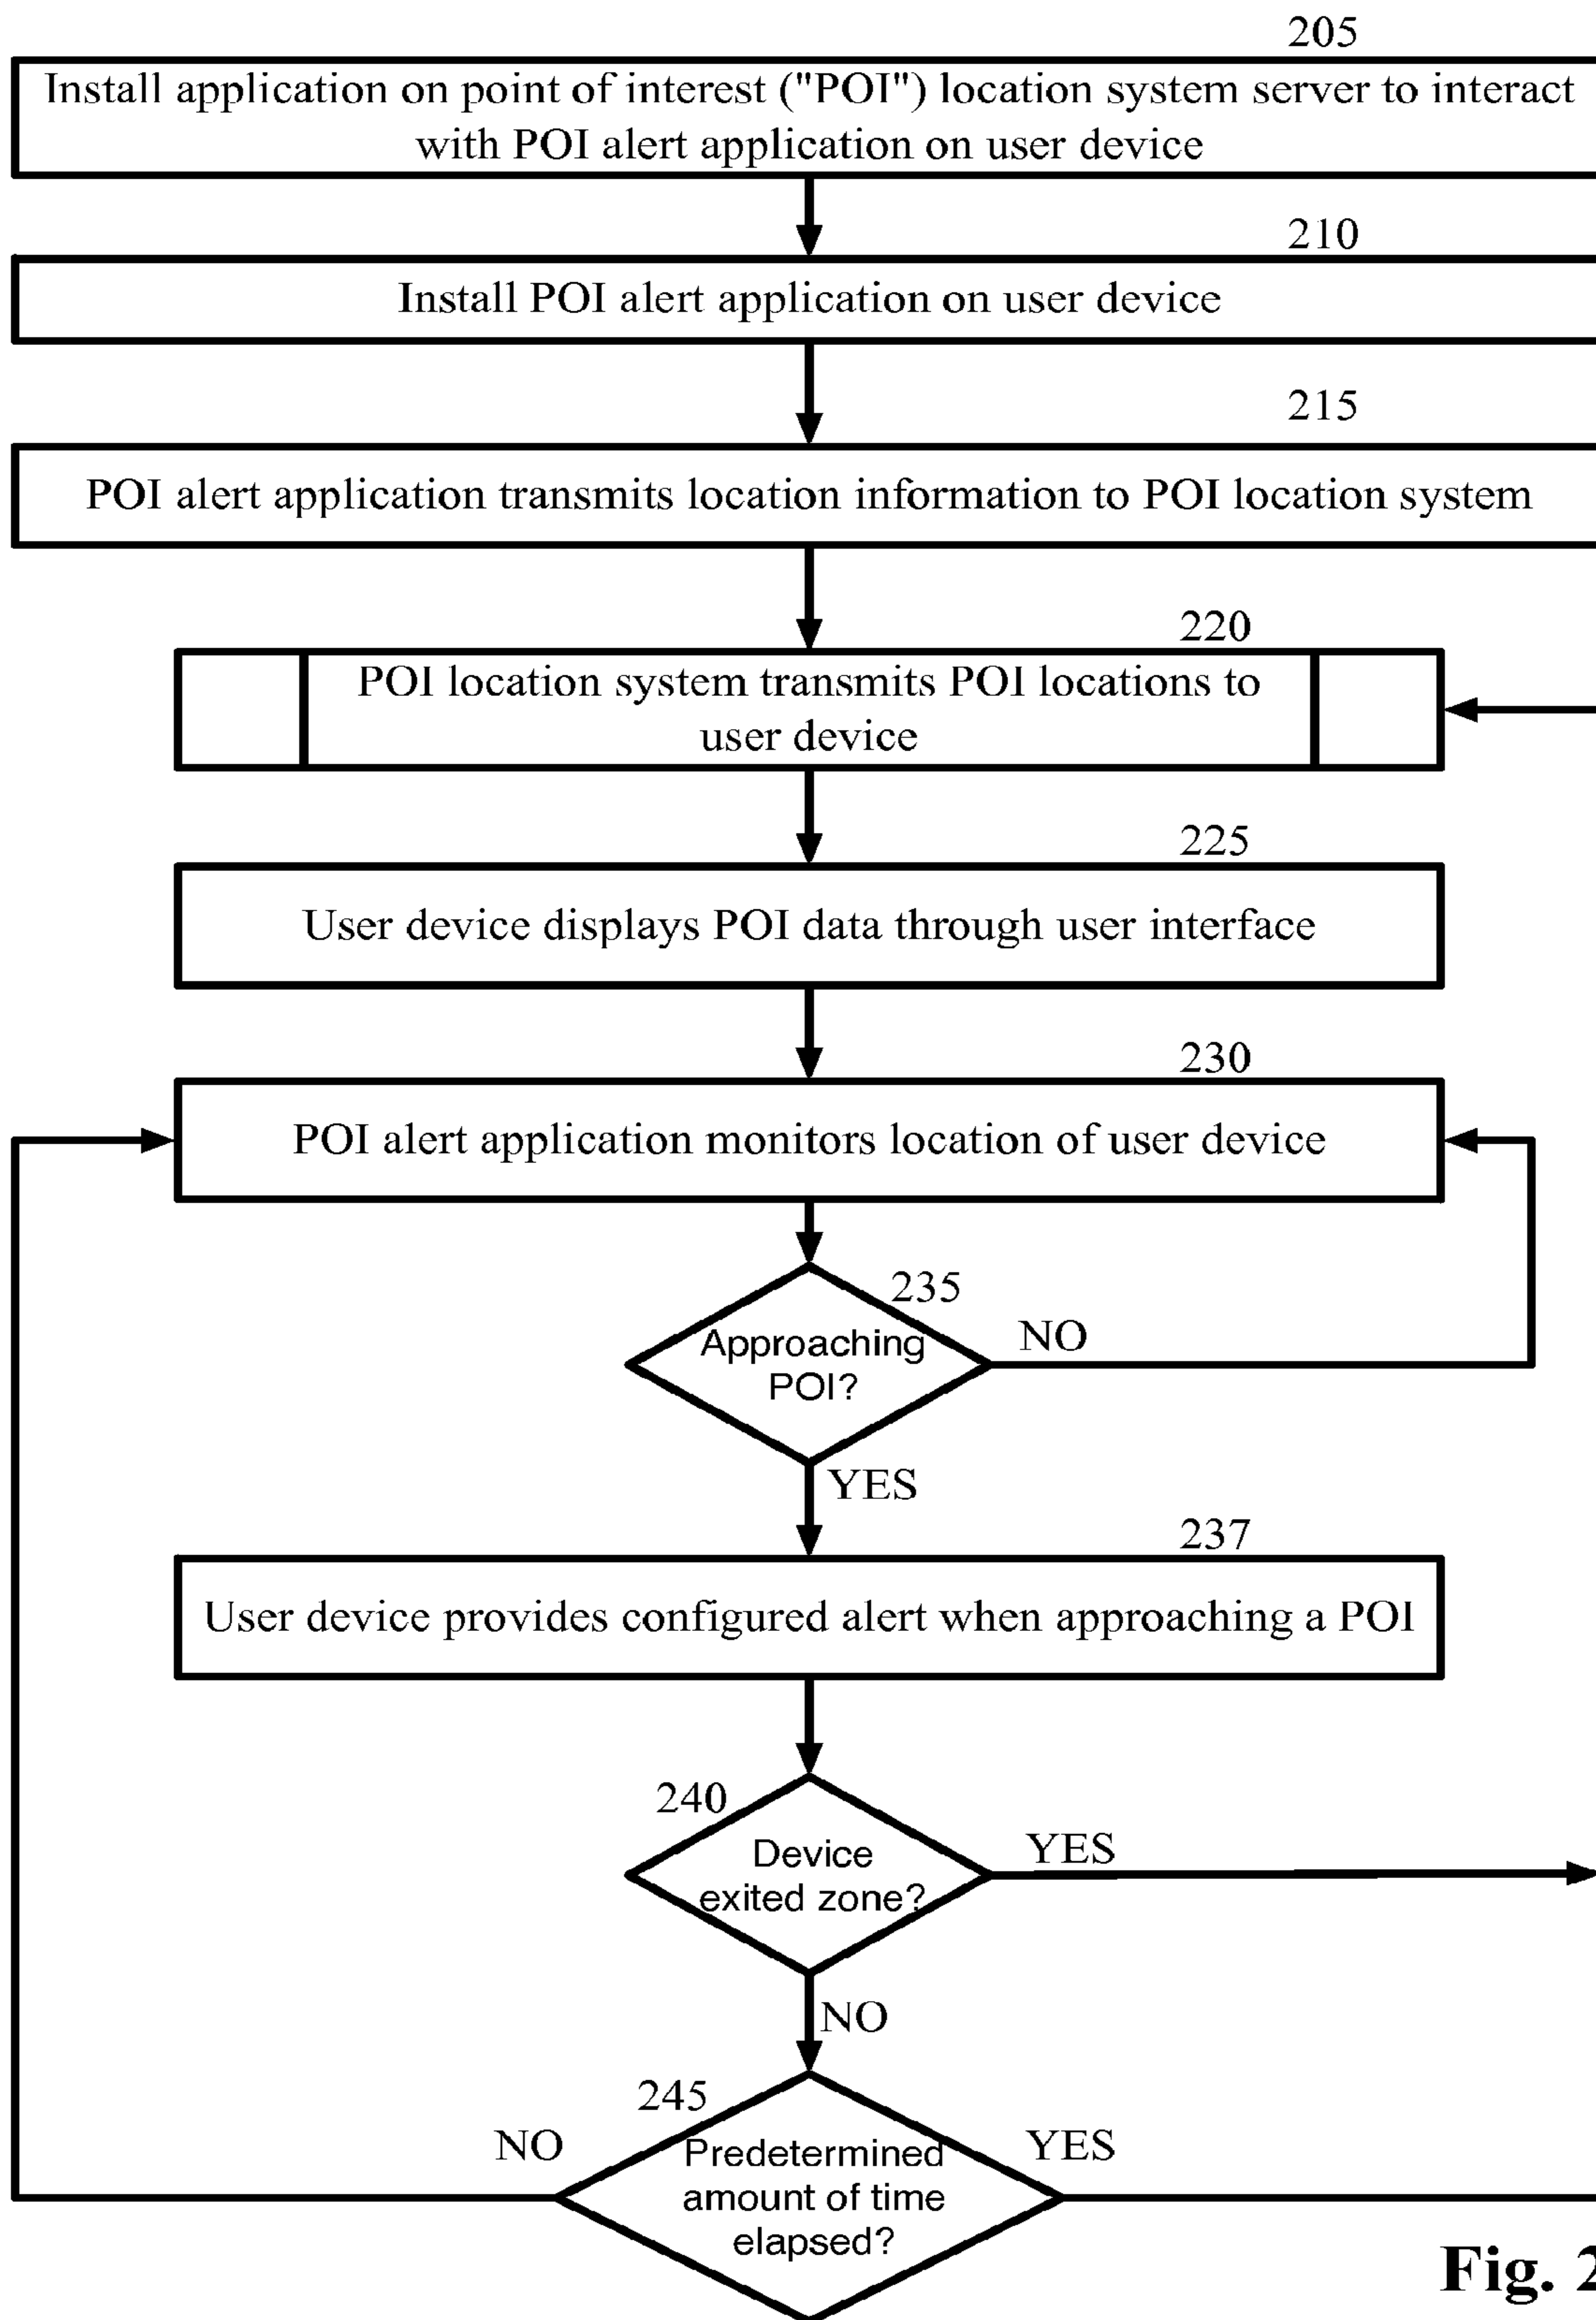 205
Install application on point of interest ("POI") location system server to interact
with POI alert application on user device
210
Install POI alert application on user device
215
POI alert application transmits location information to POI location system
220
POI location system transmits POI locations to
user device
225
User device displays POI data through user interface
230
POI alert application monitors location of user device
235
Approaching
POI?
NO
YES
237
User device provides configured alert when approaching a POI
240
Device
exited zone?
YES
NO
245
NO
Predetermined
amount of time
elapsed?
YES
Fig. 2